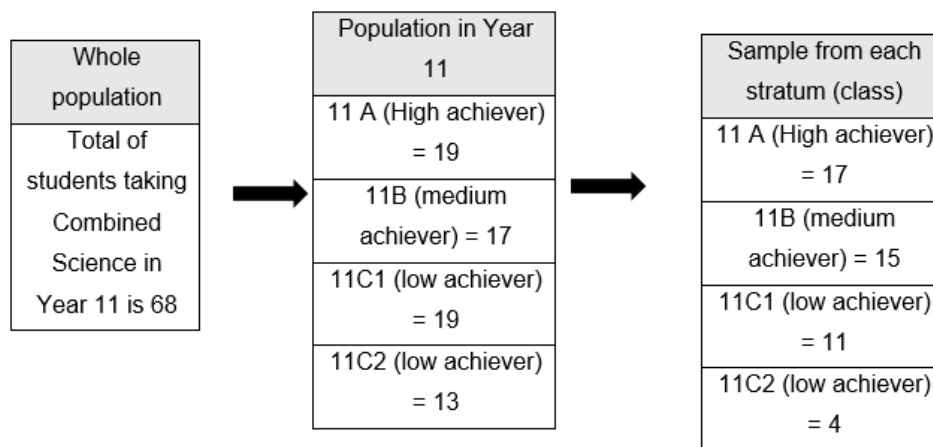 Whole
population
Total of
students taking
Combined
Science in
Year 11 is 68
Population in Year
11
11 A (High achiever)
= 19
11B (medium
achiever) = 17
11C1 (low achiever)
= 19
11C2 (low achiever)
= 13
Sample from each
stratum (class)
11 A (High achiever)
= 17
11B (medium
achiever) = 15
11C1 (low achiever)
= 11
11C2 (low achiever)
= 4